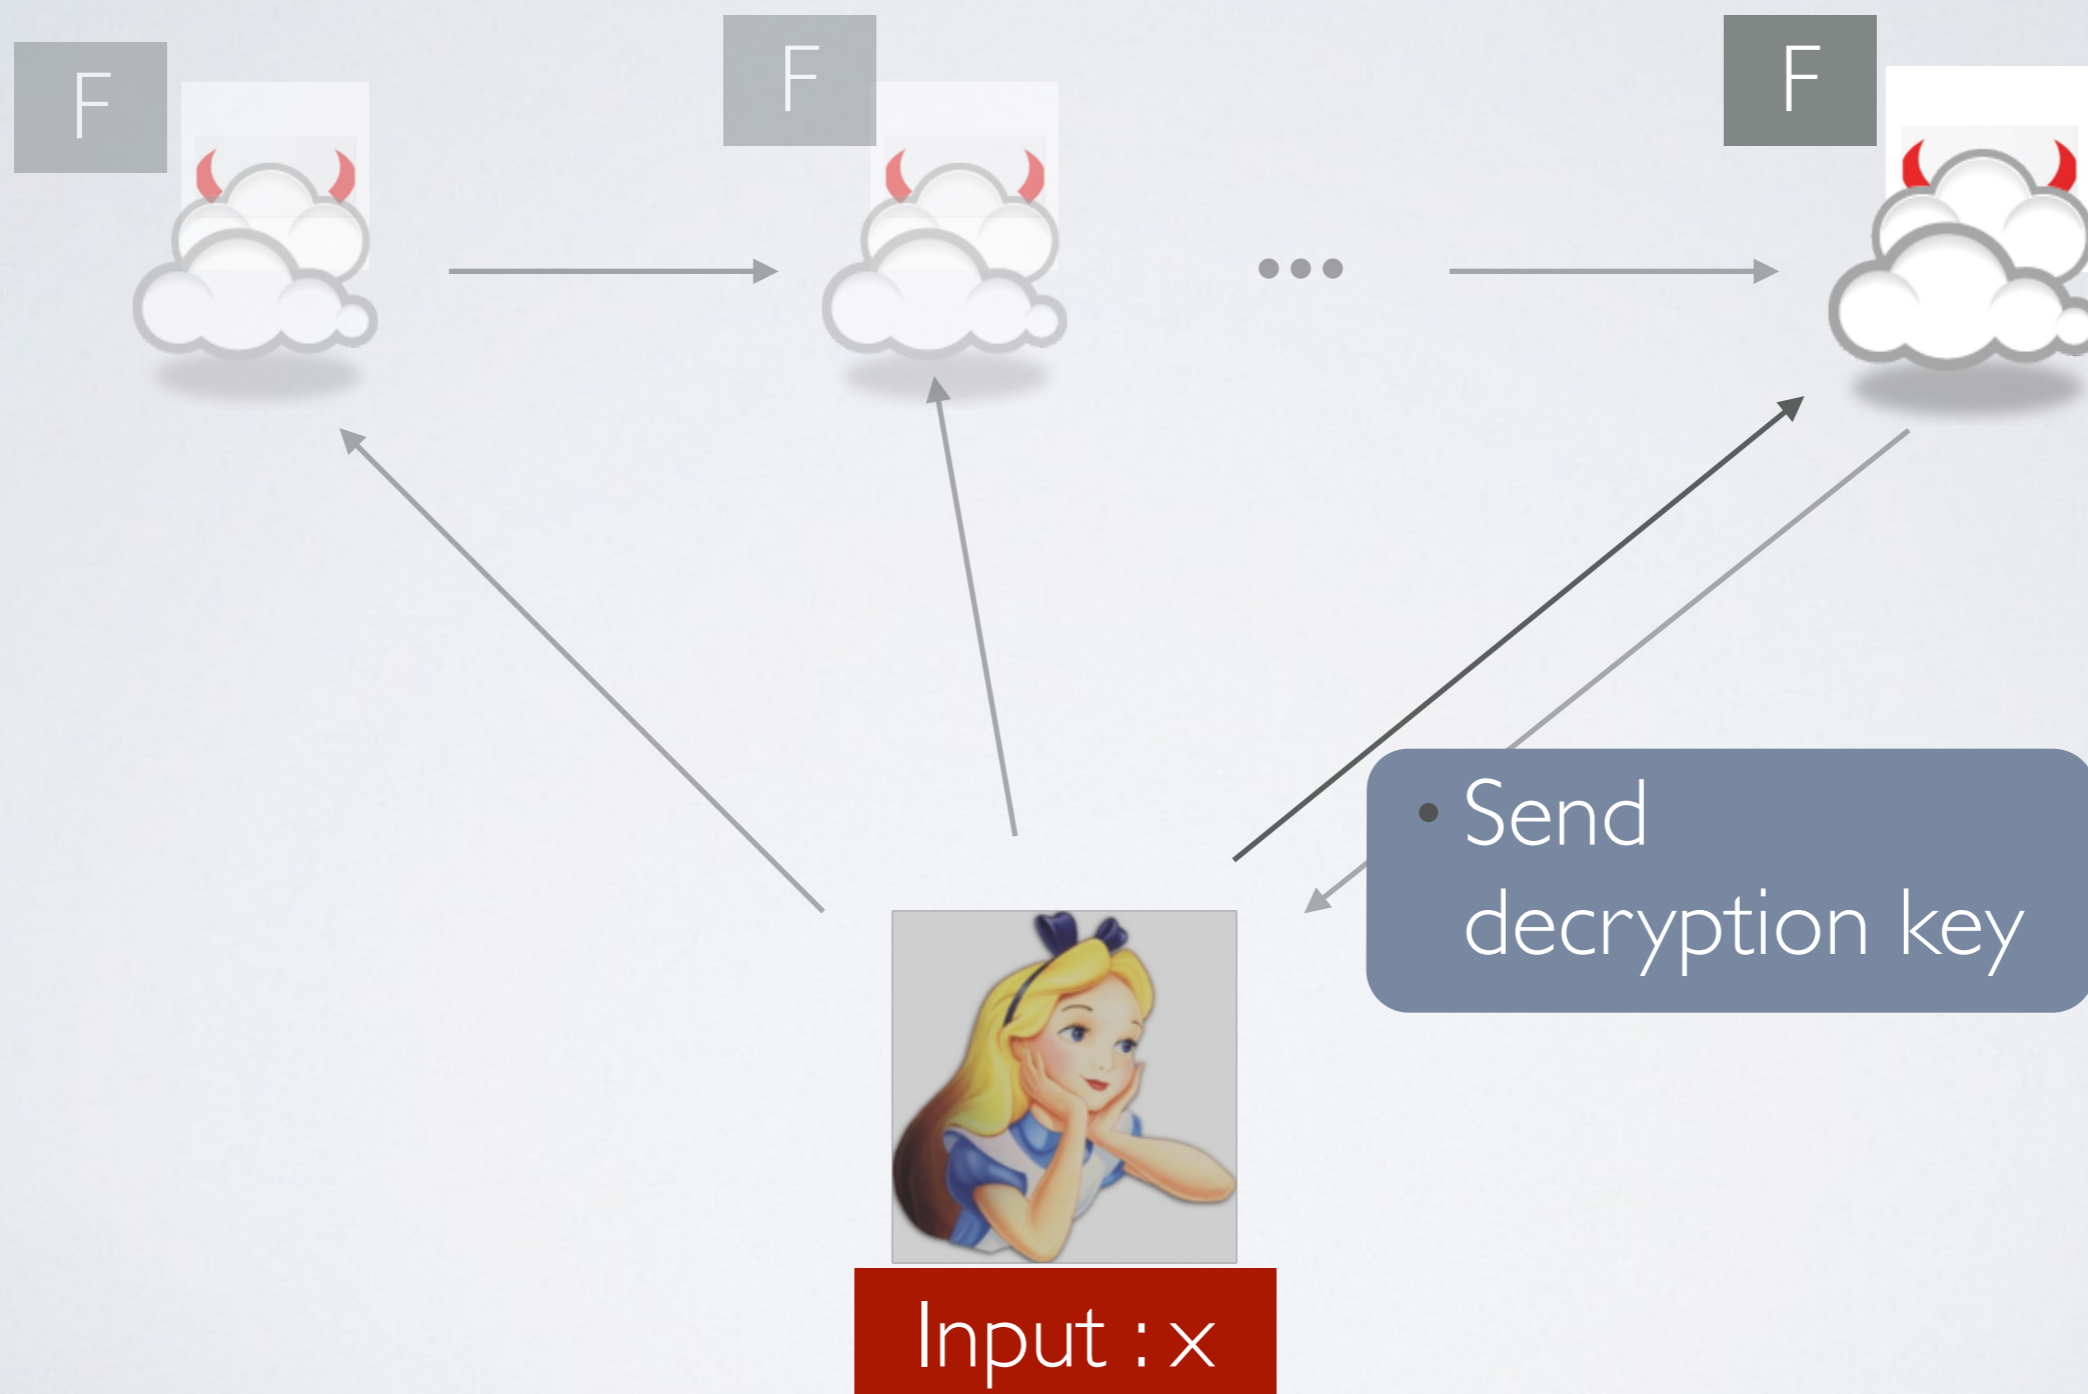 F
F
F
• Send
decryption key
Input : x